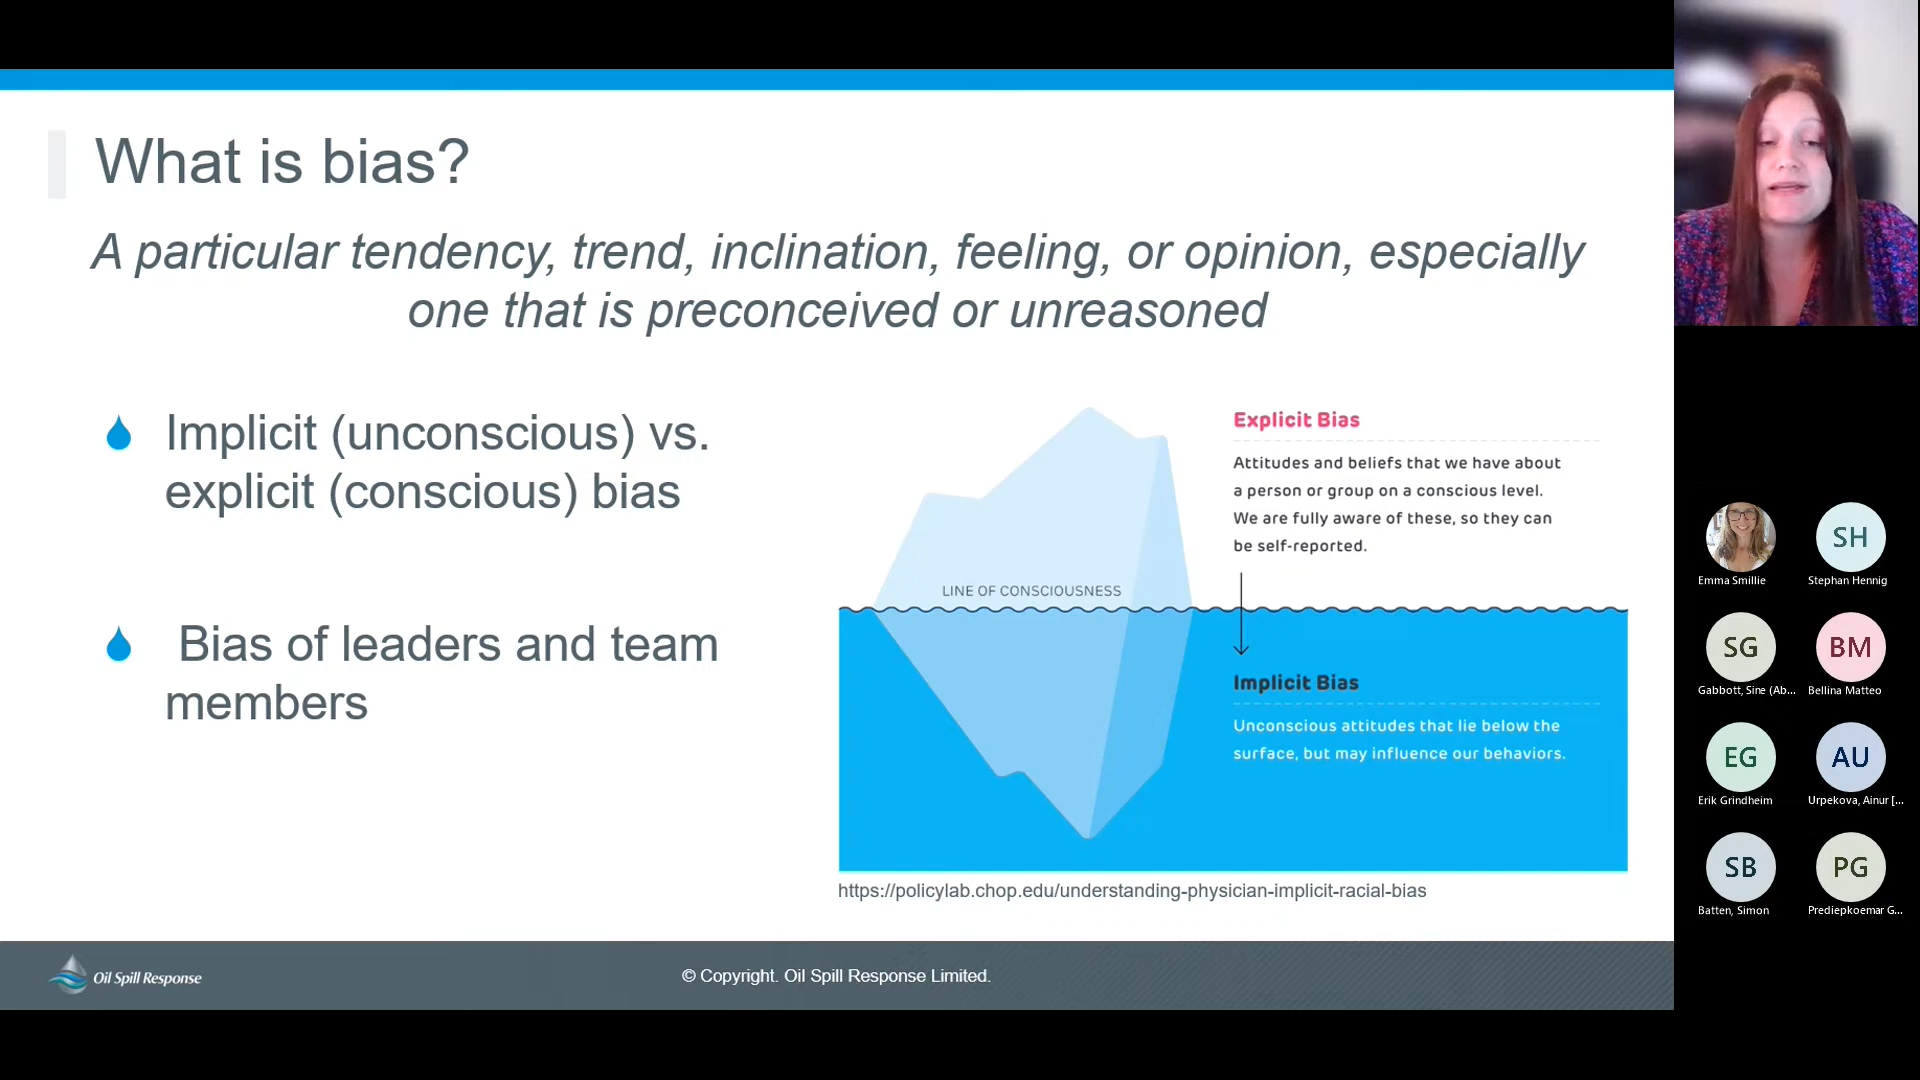 What is bias?
A particular tendency, trend, inclination, feeling, or opinion, especially
one that is preconceived or unreasoned
Implicit (unconscious) vs.
explicit (conscious) bias
Bias of leaders and team
members
Explicit Bias
Attitudes and beliefs that we have about
a person or group on a conscious level.
We are fully aware of these, so they can
be self-reported.
LINE OF CONSCIOUSNESS
Implicit Bias
Unconscious attitudes that lie below the
surface, but may influence our behaviors.
https://policylab.chop.edu/understanding-physician-implicit-racial-bias
Oil Spill Response
© Copyright. Oil Spill Response Limited.
SH
Emma Smillie
Stephan Hennig
SG
BM
Gabbott, Sine (Ab...
Bellina Matteo
EG
AU
Erik Grindheim
Urpekova, Ainur [...
SB
PG
Batten, Simon
Prediepkoemar G...